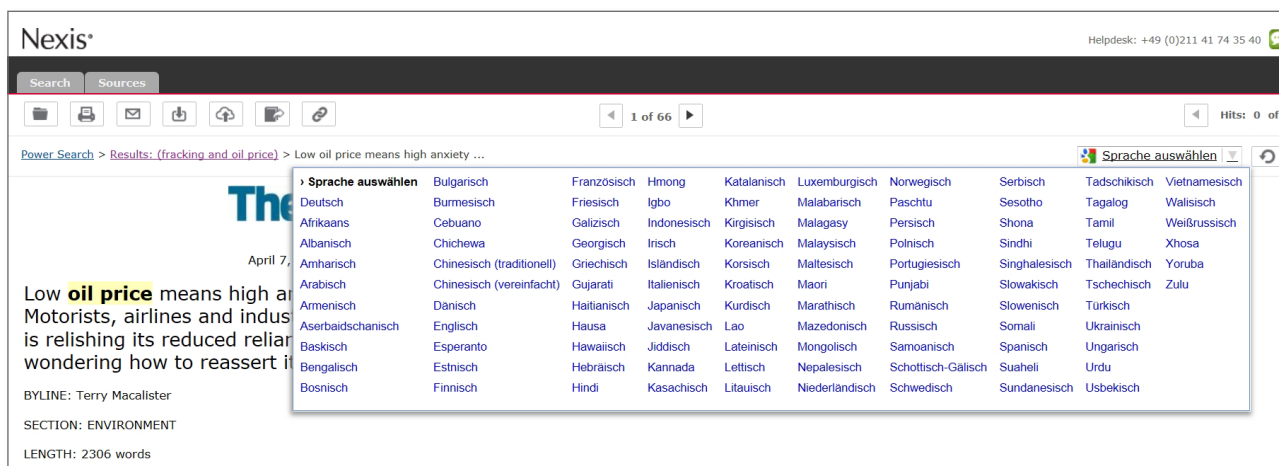 Nexis®
Helpdesk: +49 (0)211 41 74 35 40
Search Sources
1 of 66
Hits: 0 of
Power Search > Results: (fracking and oil price) > Low oil price means high anxiety ...
Sprache auswählen
The
› Sprache auswählen Bulgarisch Französisch Hmong Katalanisch Luxemburgisch Norwegisch Serbisch Tadschikisch Vietnamesisch
Deutsch Burmesisch Friesisch Igbo Khmer Malabarisch Paschtu Sesotho Tagalog Walisisch
Afrikaans Cebuano Galizisch Indonesisch Kirgisisch Malagasy Persisch Shona Tamil Weißrussisch
Albanisch Chichewa Georgisch Irisch Koreanisch Malaysisch Polnisch Sindhi Telugu Xhosa
Amharisch Chinesisch (traditionell) Griechisch Isländisch Korsisch Maltesisch Portugiesisch Singhalesisch Thailändisch Yoruba
Arabisch Chinesisch (vereinfacht) Gujarati Italienisch Kroatisch Maori Punjabi Slowakisch Tschechisch Zulu
Armenisch Dänisch Haitianisch Japanisch Kurdisch Marathisch Rumänisch Slowenisch Türkisch
Aserbaidschanisch Englisch Hausa Javanesisch Lao Mazedonisch Russisch Somali Ukrainisch
Baskisch Esperanto Hawaiisch Jiddisch Lateinisch Mongolisch Samoanisch Spanisch Ungarisch
Bengalisch Estnisch Hebräisch Kannada Lettisch Nepalesisch Schottisch-Gälisch Suaheli Urdu
Bosnisch Finnisch Hindi Kasachisch Litauisch Niederländisch Schwedisch Sundanesisch Usbekisch
April 7,
Low oil price means high
Motorists, airlines and
is relishing its reduced
wondering how to reassert
BYLINE: Terry Macalister
SECTION: ENVIRONMENT
LENGTH: 2306 words